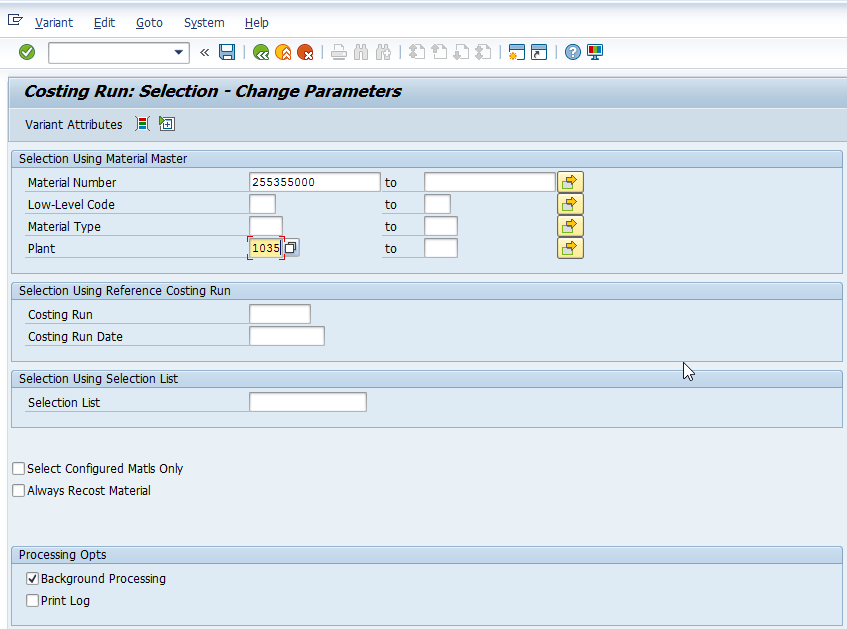 Variant Edit Goto System Help
«
Costing Run: Selection - Change Parameters
Variant Attributes
Selection Using Material Master
Material Number 255355000 to
Low-Level Code to
Material Type to
Plant 1035 to
Selection Using Reference Costing Run
Costing Run
Costing Run Date
Selection Using Selection List
Selection List
Select Configured Matls Only
Always Recost Material
Processing Opts
Background Processing
Print Log